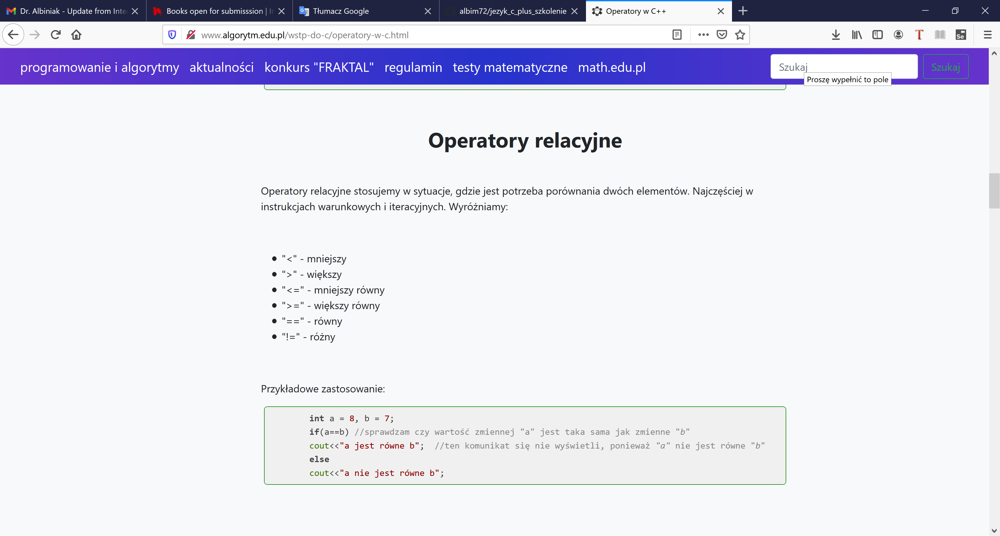 Dr. Albiniak - Update from Inte
Books open for submisssion | In
Tłumacz Google
albim72/jezyk_c_plus_szkolenie
Operatory w C++
www.algorytm.edu.pl/wstp-do-c/operatory-w-c.html
T
Se
programowanie i algorytmy aktualności konkurs "FRAKTAL" regulamin testy matematyczne math.edu.pl
Szukaj
Szukaj
Proszę wypełnić to pole
Operatory relacyjne
Operatory relacyjne stosujemy w sytuacje, gdzie jest potrzeba porównania dwóch elementów. Najczęściej w
instrukcjach warunkowych i iteracyjnych. Wyróżniamy:
"<" - mniejszy
">" - większy
"<=" - mniejszy równy
">=" - większy równy
"==" - równy
"!=" - różny
Przykładowe zastosowanie:
int a = 8, b = 7;
if(a==b) //sprawdzam czy wartość zmiennej "a" jest taka sama jak zmienne "b"
cout<<"a jest równe b";  //ten komunikat się nie wyświetli, ponieważ "a" nie jest równe "b"
else
cout<<"a nie jest równe b";